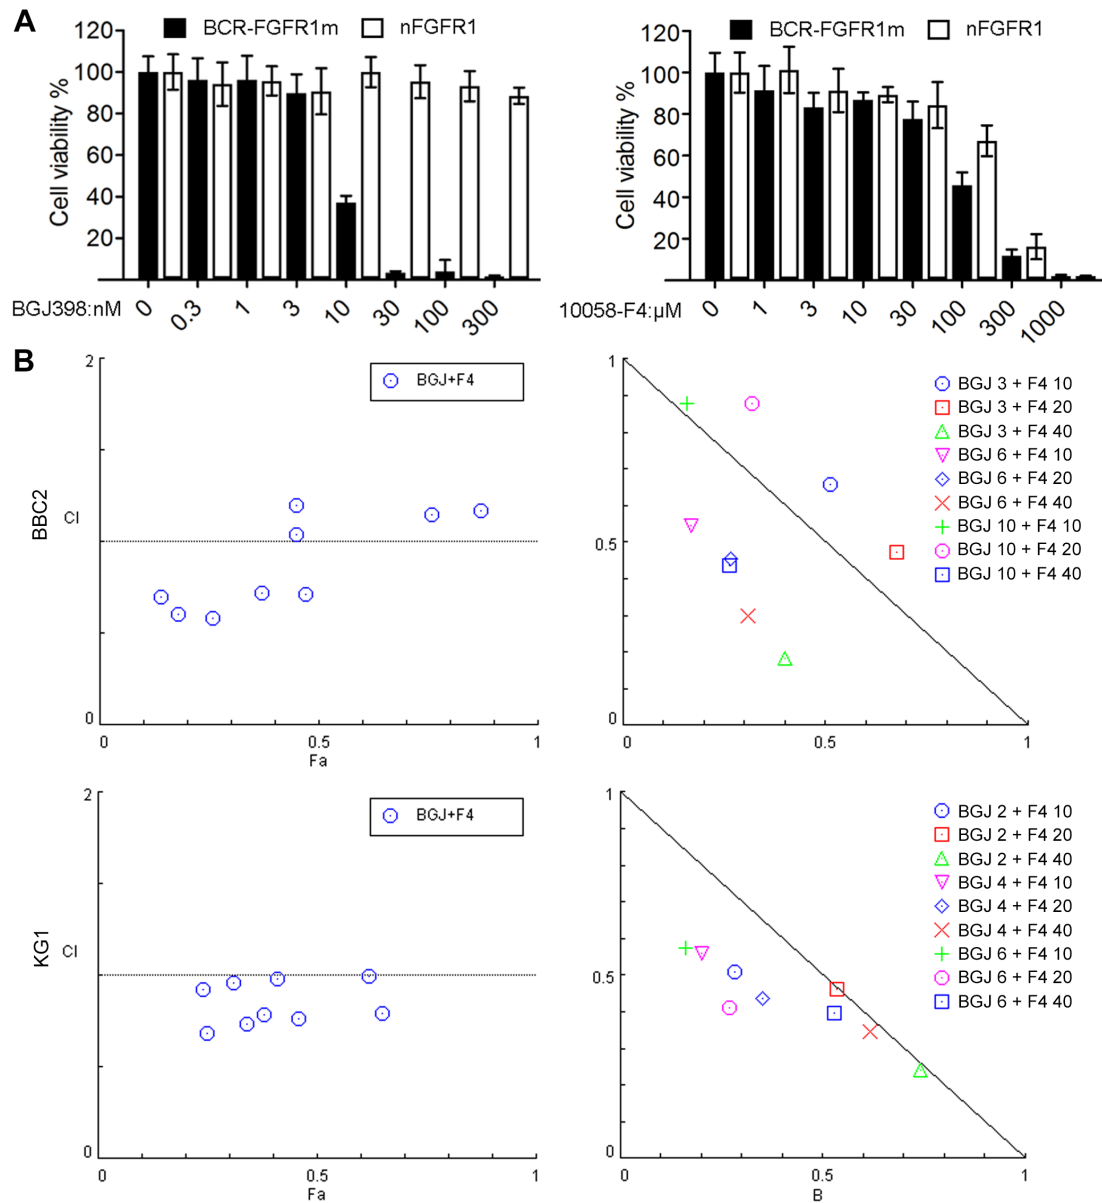 A
BCR-FGFR1m nFGFR1
Cell viability %
120
100
80
60
40
20
BGJ398:nM
0 0.3 1 3 10 30 100 300
BCR-FGFR1m nFGFR1
Cell viability %
120
100
80
60
40
20
10058-F4:µM
0 1 3 10 30 100 300 1000
B
BBC2
2
CI
0
0 0.5 1
Fa
BGJ+F4
1
0.5
0
0 0.5 1
BGJ 3 + F4 10
BGJ 3 + F4 20
BGJ 3 + F4 40
BGJ 6 + F4 10
BGJ 6 + F4 20
BGJ 6 + F4 40
BGJ 10 + F4 10
BGJ 10 + F4 20
BGJ 10 + F4 40
KG1
2
CI
0
0 0.5 1
Fa
BGJ+F4
1
0.5
0
0 0.5 1
B
BGJ 2 + F4 10
BGJ 2 + F4 20
BGJ 2 + F4 40
BGJ 4 + F4 10
BGJ 4 + F4 20
BGJ 4 + F4 40
BGJ 6 + F4 10
BGJ 6 + F4 20
BGJ 6 + F4 40